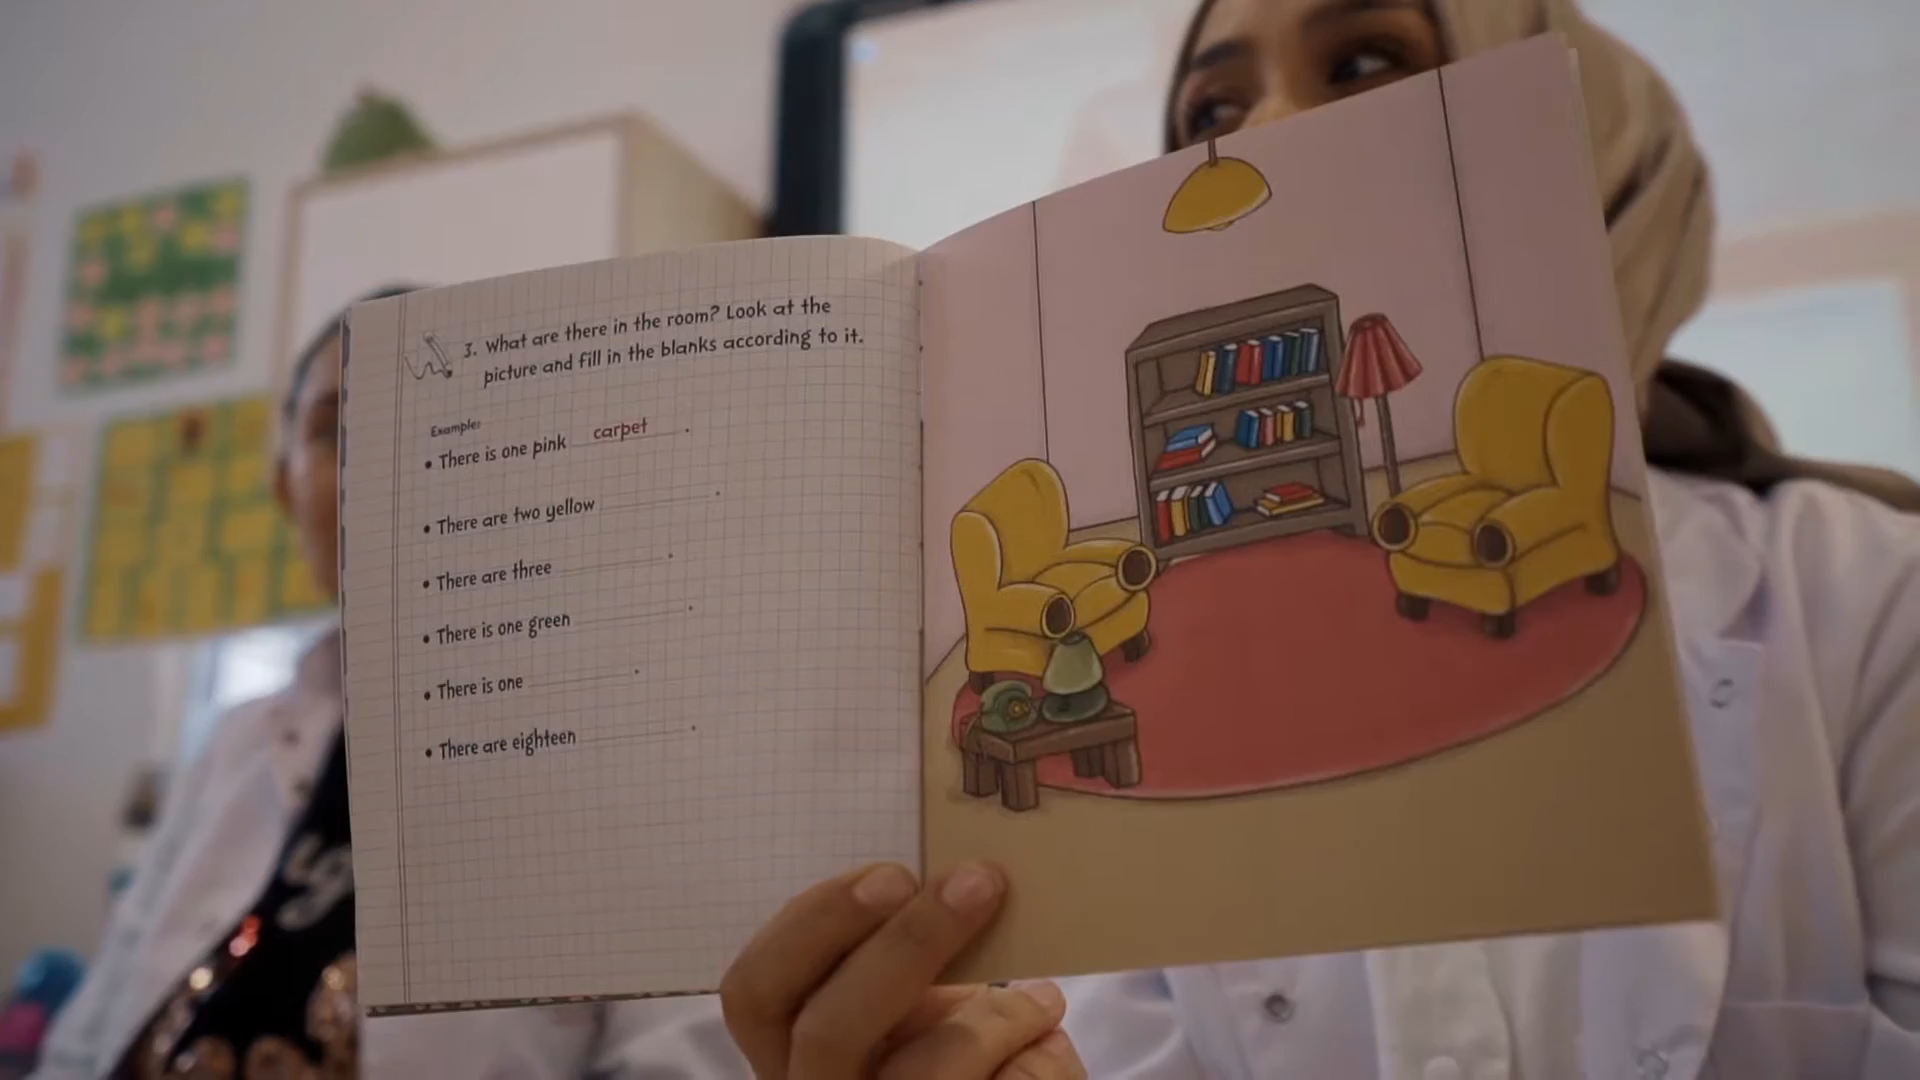 3. What are there in the room? Look at the
picture and fill in the blanks according to it.
Example:
• There is one pink carpet.
• There are two yellow .
• There are three .
• There is one green .
• There is one .
• There are eighteen .